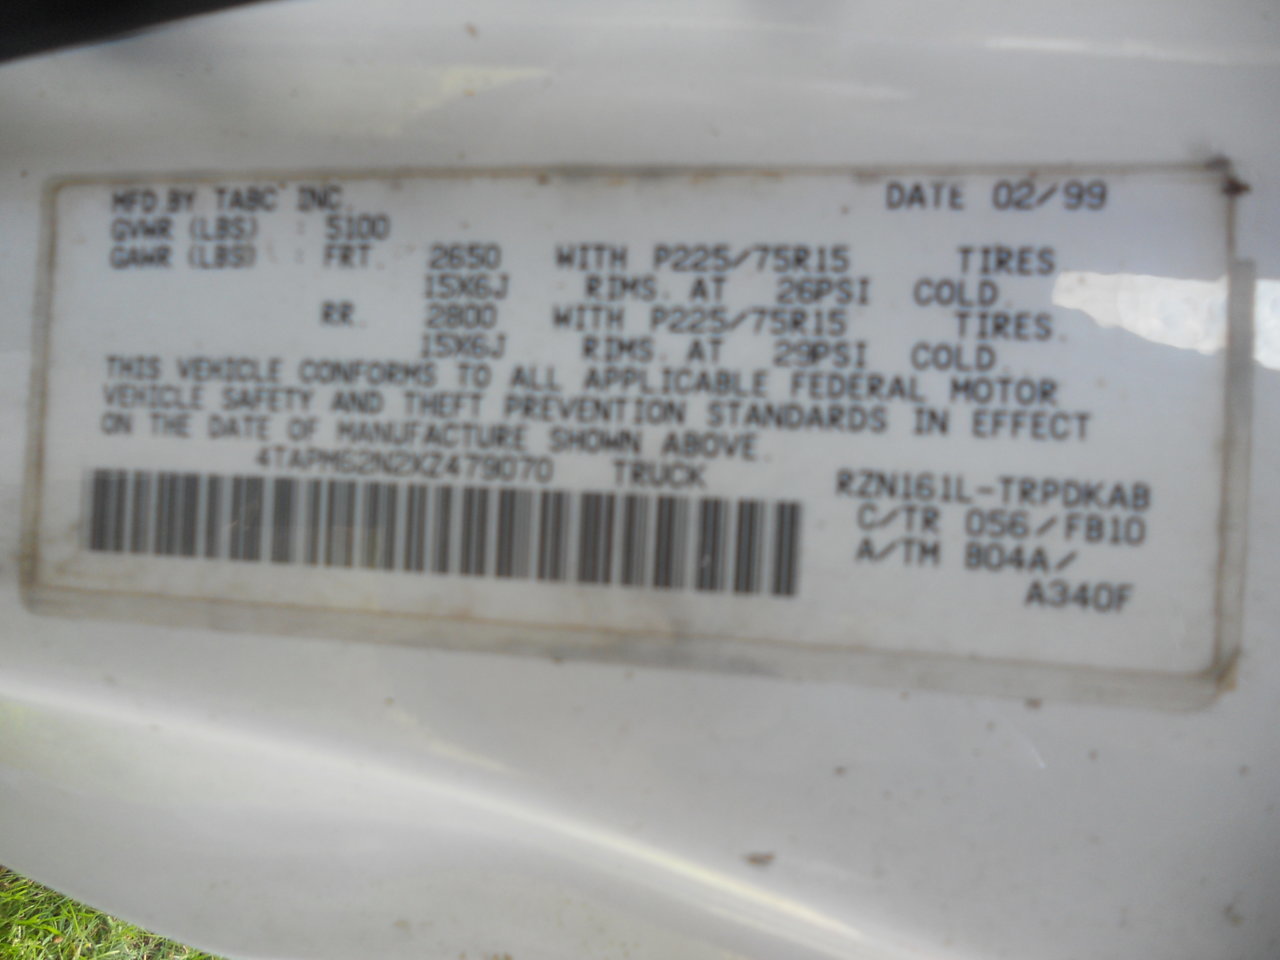 MFD BY TABC INC. DATE 02/99
GVWR (LBS) : 5100
GAWR (LBS) : FRT. 2650 WITH P225/75R15 TIRES
15X6J RIMS. AT 26PSI COLD.
RR. 2800 WITH P225/75R15 TIRES.
15X6J RIMS. AT 29PSI COLD.
THIS VEHICLE CONFORMS TO ALL APPLICABLE FEDERAL MOTOR
VEHICLE SAFETY AND THEFT PREVENTION STANDARDS IN EFFECT
ON THE DATE OF MANUFACTURE SHOWN ABOVE.
4TAPM62N2XZ479070 TRUCK RZN161L-TRPDKAB
C/TR 056/FB10
A/TM B04A/
A340F